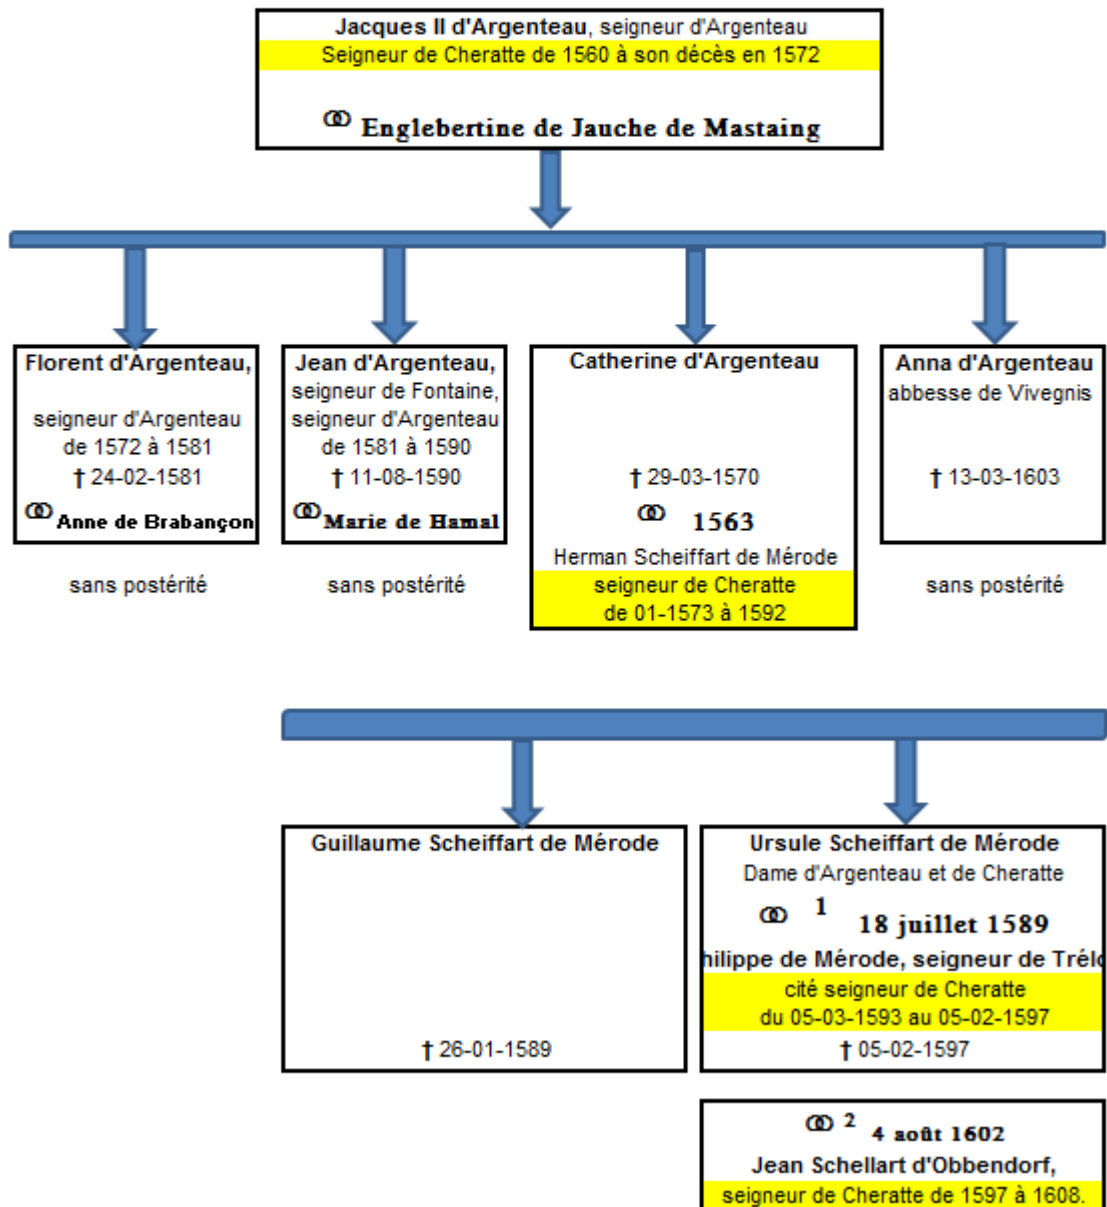 Jacques II d'Argenteau, seigneur d'Argenteau
Seigneur de Cheratte de 1560 à son décès en 1572
⚭ Englebertine de Jauche de Mastaing
Florent d'Argenteau,
seigneur d'Argenteau
de 1572 à 1581
† 24-02-1581
⚭ Anne de Brabançon
sans postérité
Jean d'Argenteau,
seigneur de Fontaine,
seigneur d'Argenteau
de 1581 à 1590
† 11-08-1590
⚭ Marie de Hamal
sans postérité
Catherine d'Argenteau
† 29-03-1570
⚭ 1563
Herman Scheiffart de Mérode
seigneur de Cheratte
de 01-1573 à 1592
Anna d'Argenteau
abbesse de Vivegnis
† 13-03-1603
sans postérité
Guillaume Scheiffart de Mérode
† 26-01-1589
Ursule Scheiffart de Mérode
Dame d'Argenteau et de Cheratte
⚭ 1 18 juillet 1589
hilippe de Mérode, seigneur de Trélo
cité seigneur de Cheratte
du 05-03-1593 au 05-02-1597
† 05-02-1597
⚭ 2 4 août 1602
Jean Schellart d'Obbendorf,
seigneur de Cheratte de 1597 à 1608.